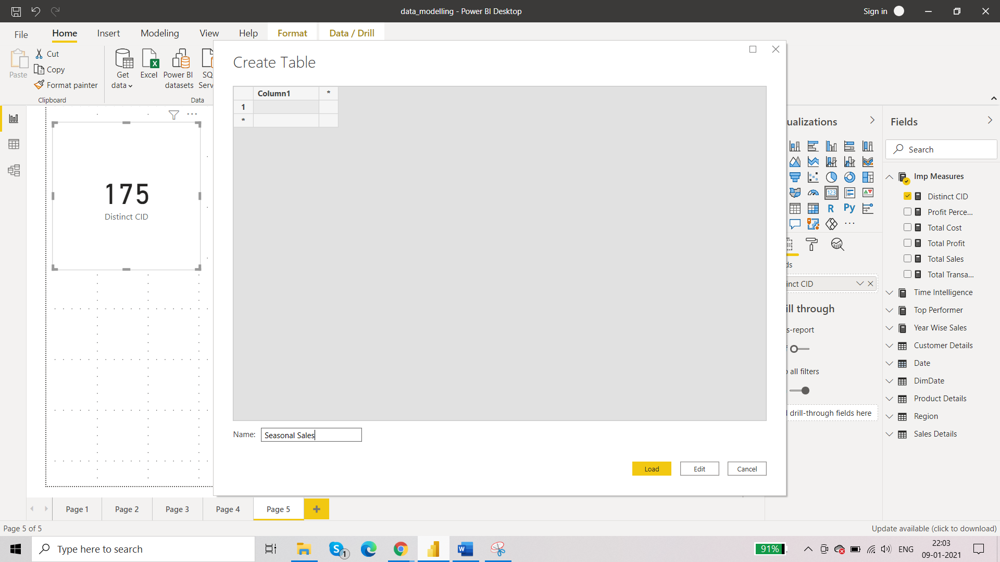 data_modelling - Power BI Desktop
Sign in
File
Home
Insert
Modeling
View
Help
Format
Data / Drill
Paste
Cut
Copy
Format painter
Clipboard
Get data
Excel
Power BI datasets
SQ
Serv
Data
Create Table
Column1
*
1
*
175
Distinct CID
Name:
Seasonal Sales
Load
Edit
Cancel
ualizations
R
Py
123
ds
inct CID
ill through
s-report
all filters
drill-through fields here
Fields
Search
Imp Measures
Distinct CID
Profit Perce...
Total Cost
Total Profit
Total Sales
Total Transa...
Time Intelligence
Top Performer
Year Wise Sales
Customer Details
Date
DimDate
Product Details
Region
Sales Details
Page 1
Page 2
Page 3
Page 4
Page 5
+
Page 5 of 5
Update available (click to download)
Type here to search
1
91%
ENG
22:03
09-01-2021